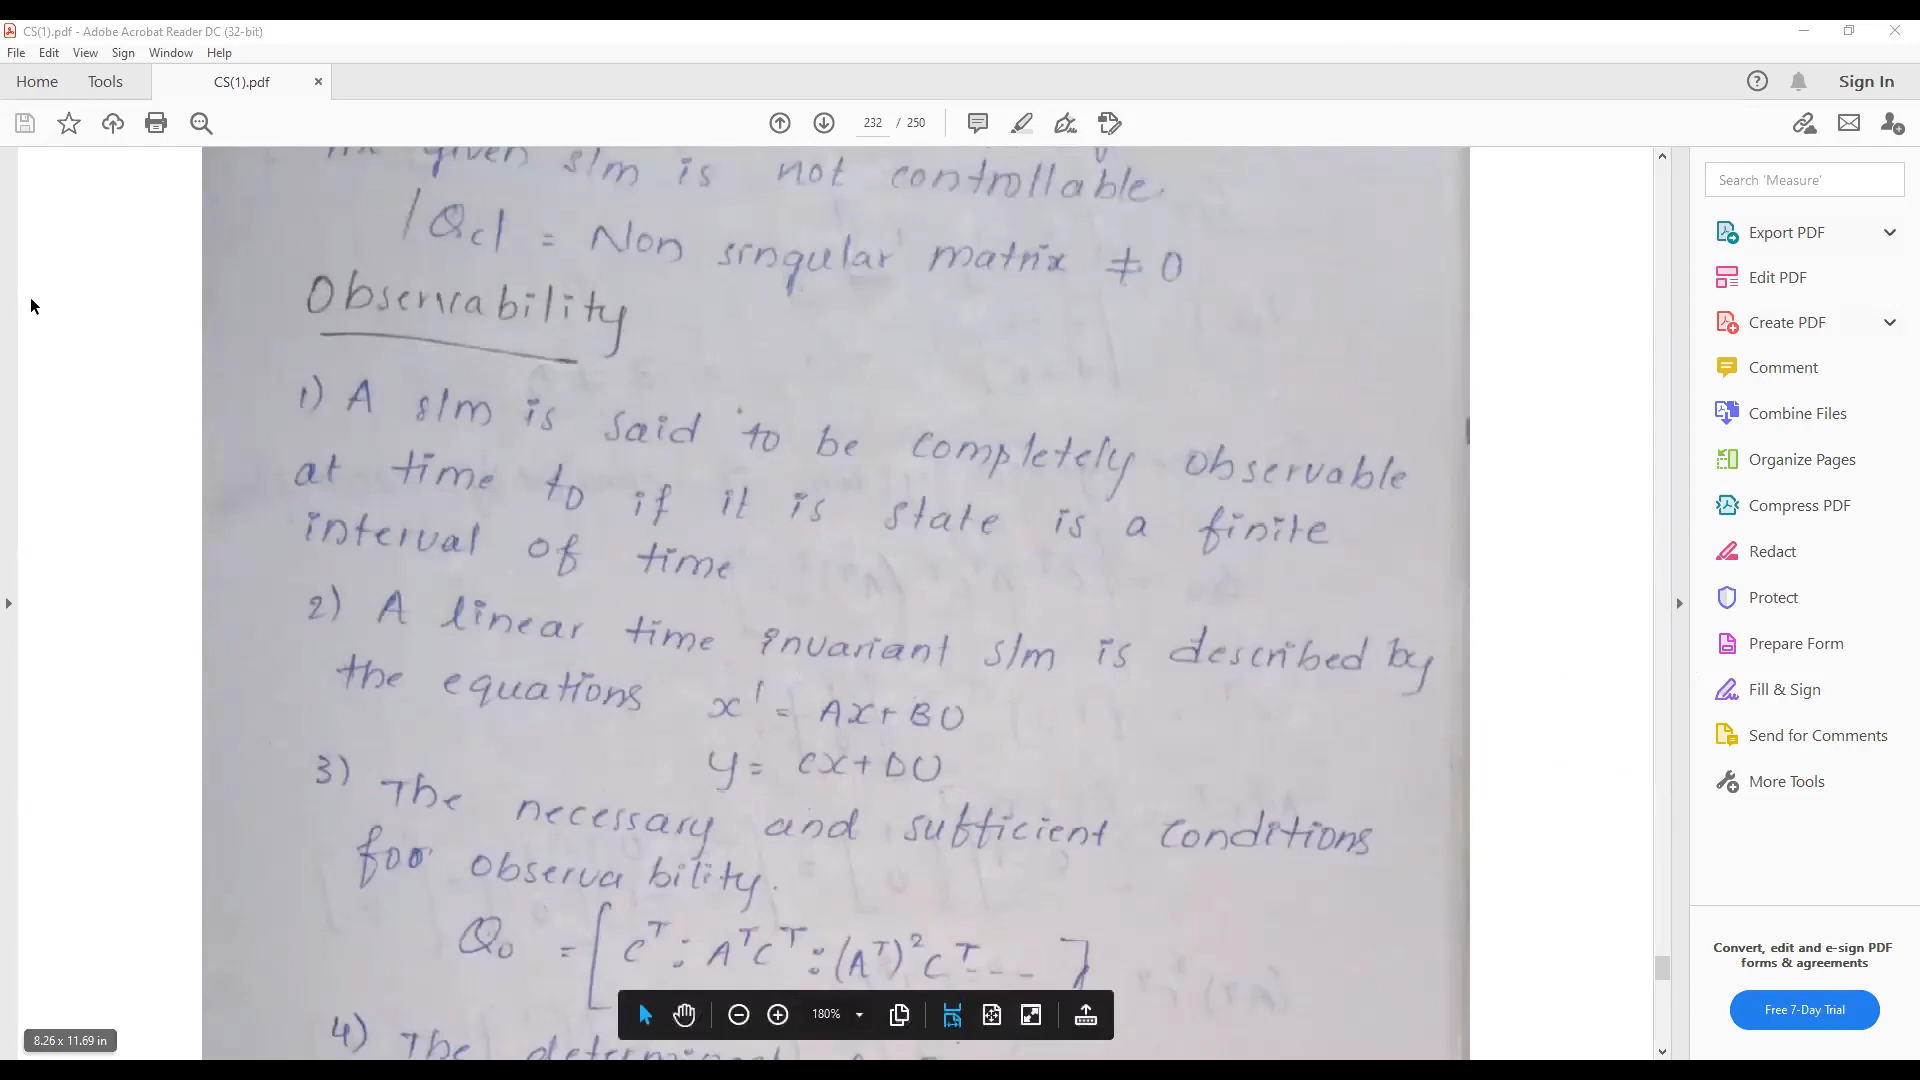 CS(1).pdf - Adobe Acrobat Reader DC (32-bit)
File Edit View Sign Window Help
Home Tools CS(1).pdf × Sign In
232 / 250
given s/m is not controllable.
|Qc| = Non singular matrix ≠ 0
Observability
1) A s/m is said to be completely observable
at time to if it is state is a finite
interval of time
2) A linear time invariant s/m is described by
the equations x' = Ax+BU
y = Cx+DU
3) The necessary and sufficient conditions
for observa bility.
Qo = [ C^T : A^T C^T : (A^T)^2 C^T --- ]
4) The
180%
8.26 x 11.69 in
Search 'Measure'
Export PDF
Edit PDF
Create PDF
Comment
Combine Files
Organize Pages
Compress PDF
Redact
Protect
Prepare Form
Fill & Sign
Send for Comments
More Tools
Convert, edit and e-sign PDF
forms & agreements
Free 7-Day Trial